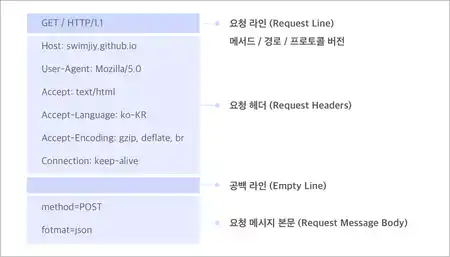 GET / HTTP/1.1
요청 라인 (Request Line)
메서드 / 경로 / 프로토콜 버전
Host: swimjiy.github.io
User-Agent: Mozilla/5.0
Accept: text/html
Accept-Language: ko-KR
요청 헤더 (Request Headers)
Accept-Encoding: gzip, deflate, br
Connection: keep-alive
공백 라인 (Empty Line)
method=POST
요청 메시지 본문 (Request Message Body)
fotmat=json